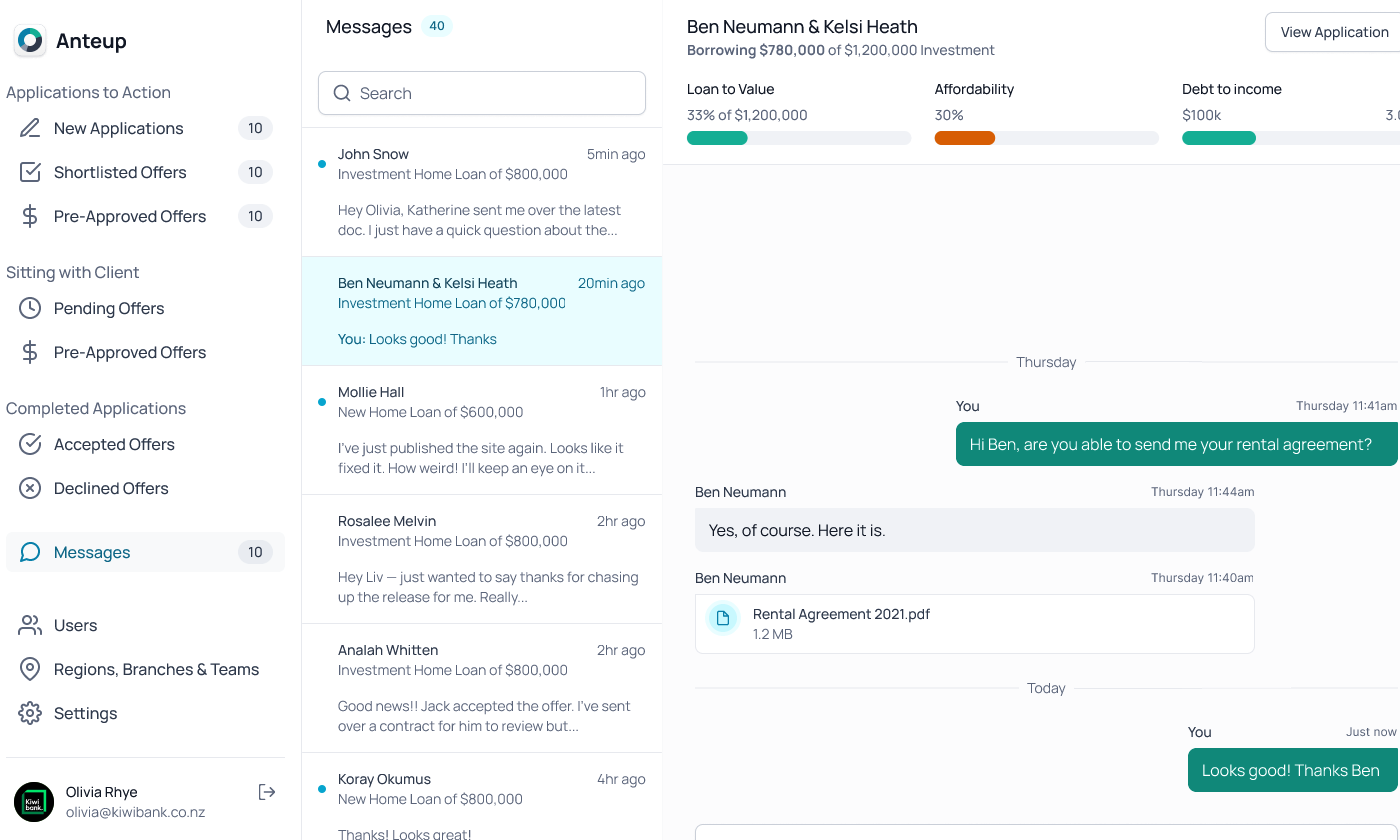 Anteup
Applications to Action
New Applications 10
Shortlisted Offers 10
Pre-Approved Offers 10
Sitting with Client
Pending Offers
Pre-Approved Offers
Completed Applications
Accepted Offers
Declined Offers
Messages 10
Users
Regions, Branches & Teams
Settings
Kiwi
bank.
Olivia Rhye
olivia@kiwibank.co.nz
Messages 40
Search
John Snow 5min ago
Investment Home Loan of $800,000
Hey Olivia, Katherine sent me over the latest
doc. I just have a quick question about the...
Ben Neumann & Kelsi Heath 20min ago
Investment Home Loan of $780,000
You: Looks good! Thanks
Mollie Hall 1hr ago
New Home Loan of $600,000
I've just published the site again. Looks like it
fixed it. How weird! I'll keep an eye on it...
Rosalee Melvin 2hr ago
Investment Home Loan of $800,000
Hey Liv — just wanted to say thanks for chasing
up the release for me. Really...
Analah Whitten 2hr ago
Investment Home Loan of $800,000
Good news!! Jack accepted the offer. I've sent
over a contract for him to review but...
Koray Okumus 4hr ago
New Home Loan of $800,000
Thanks! Looks great!
Ben Neumann & Kelsi Heath
Borrowing $780,000 of $1,200,000 Investment
View Application
Loan to Value
33% of $1,200,000
Affordability
30%
Debt to income
$100k
Thursday
You Thursday 11:41am
Hi Ben, are you able to send me your rental agreement?
Ben Neumann Thursday 11:44am
Yes, of course. Here it is.
Ben Neumann Thursday 11:40am
Rental Agreement 2021.pdf
1.2 MB
Today
You Just now
Looks good! Thanks Ben